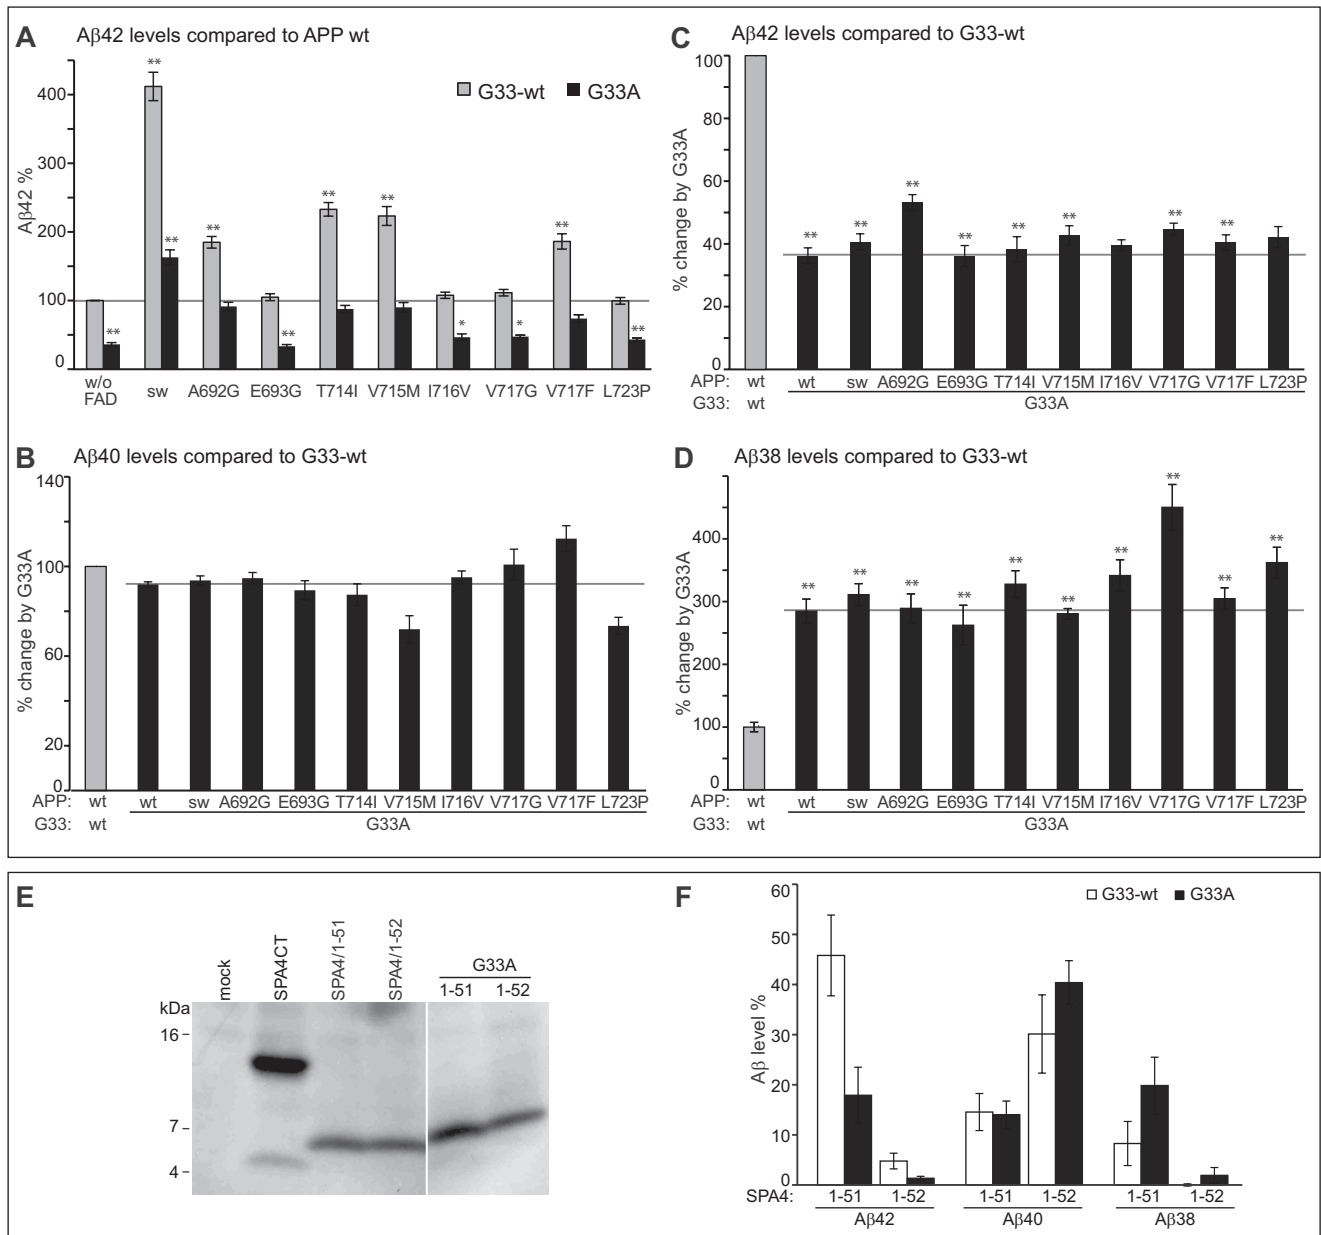 A Aβ42 levels compared to APP wt
G33-wt G33A
Aβ42 %
400
300
200
100
0
** ** ** ** ** ** ** * * ** **
w/o FAD sw A692G E693G T714I V715M I716V V717G V717F L723P
C Aβ42 levels compared to G33-wt
% change by G33A
100
80
60
40
20
0
** ** ** ** ** ** ** **
APP: wt wt sw A692G E693G T714I V715M I716V V717G V717F L723P
G33: wt G33A
B Aβ40 levels compared to G33-wt
% change by G33A
140
100
60
20
0
APP: wt wt sw A692G E693G T714I V715M I716V V717G V717F L723P
G33: wt G33A
D Aβ38 levels compared to G33-wt
% change by G33A
400
300
200
100
0
** ** ** ** ** ** ** ** ** **
APP: wt wt sw A692G E693G T714I V715M I716V V717G V717F L723P
G33: wt G33A
E
mock
SPA4CT
SPA4/1-51
SPA4/1-52
G33A
1-51 1-52
kDa
16
7
4
F
G33-wt G33A
Aβ level %
60
50
40
30
20
10
0
SPA4: 1-51 1-52 1-51 1-52 1-51 1-52
Aβ42 Aβ40 Aβ38